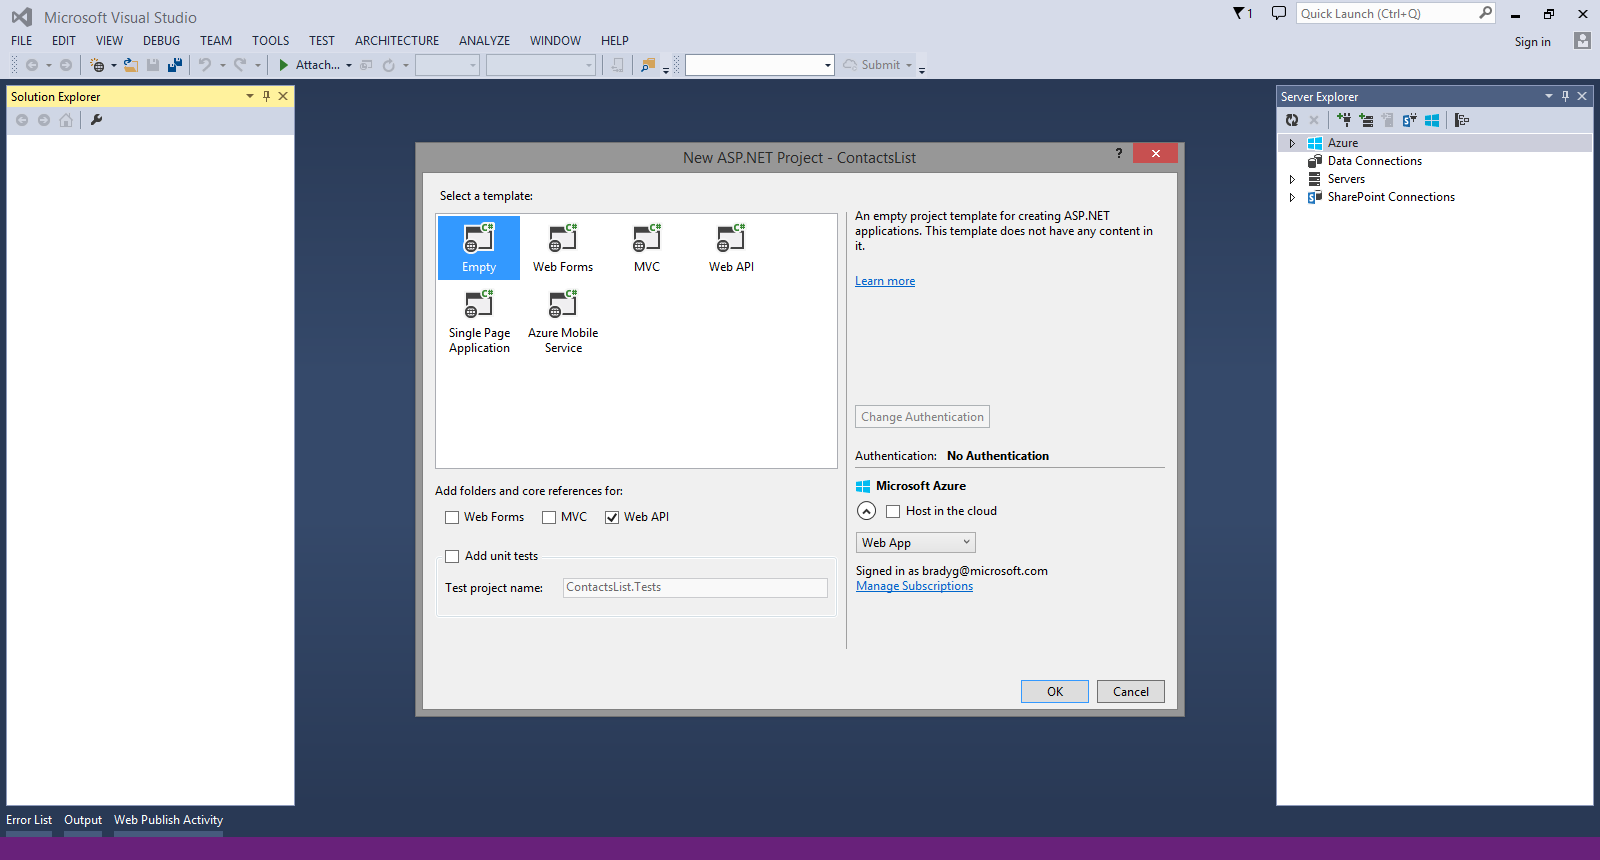 Microsoft Visual Studio
1
Quick Launch (Ctrl+Q)
FILE EDIT VIEW DEBUG TEAM TOOLS TEST ARCHITECTURE ANALYZE WINDOW HELP
Sign in
Attach...
Submit
Solution Explorer
Server Explorer
Azure
Data Connections
Servers
SharePoint Connections
New ASP.NET Project - ContactsList
?
Select a template:
C# C# C# C#
Empty Web Forms MVC Web API
C# C#
Single Page
Application
Azure Mobile
Service
An empty project template for creating ASP.NET
applications. This template does not have any content in
it.
Learn more
Change Authentication
Authentication: No Authentication
Microsoft Azure
Host in the cloud
Web App
Signed in as bradyg@microsoft.com
Manage Subscriptions
Add folders and core references for:
Web Forms MVC Web API
Add unit tests
Test project name: ContactsList.Tests
OK Cancel
Error List Output Web Publish Activity